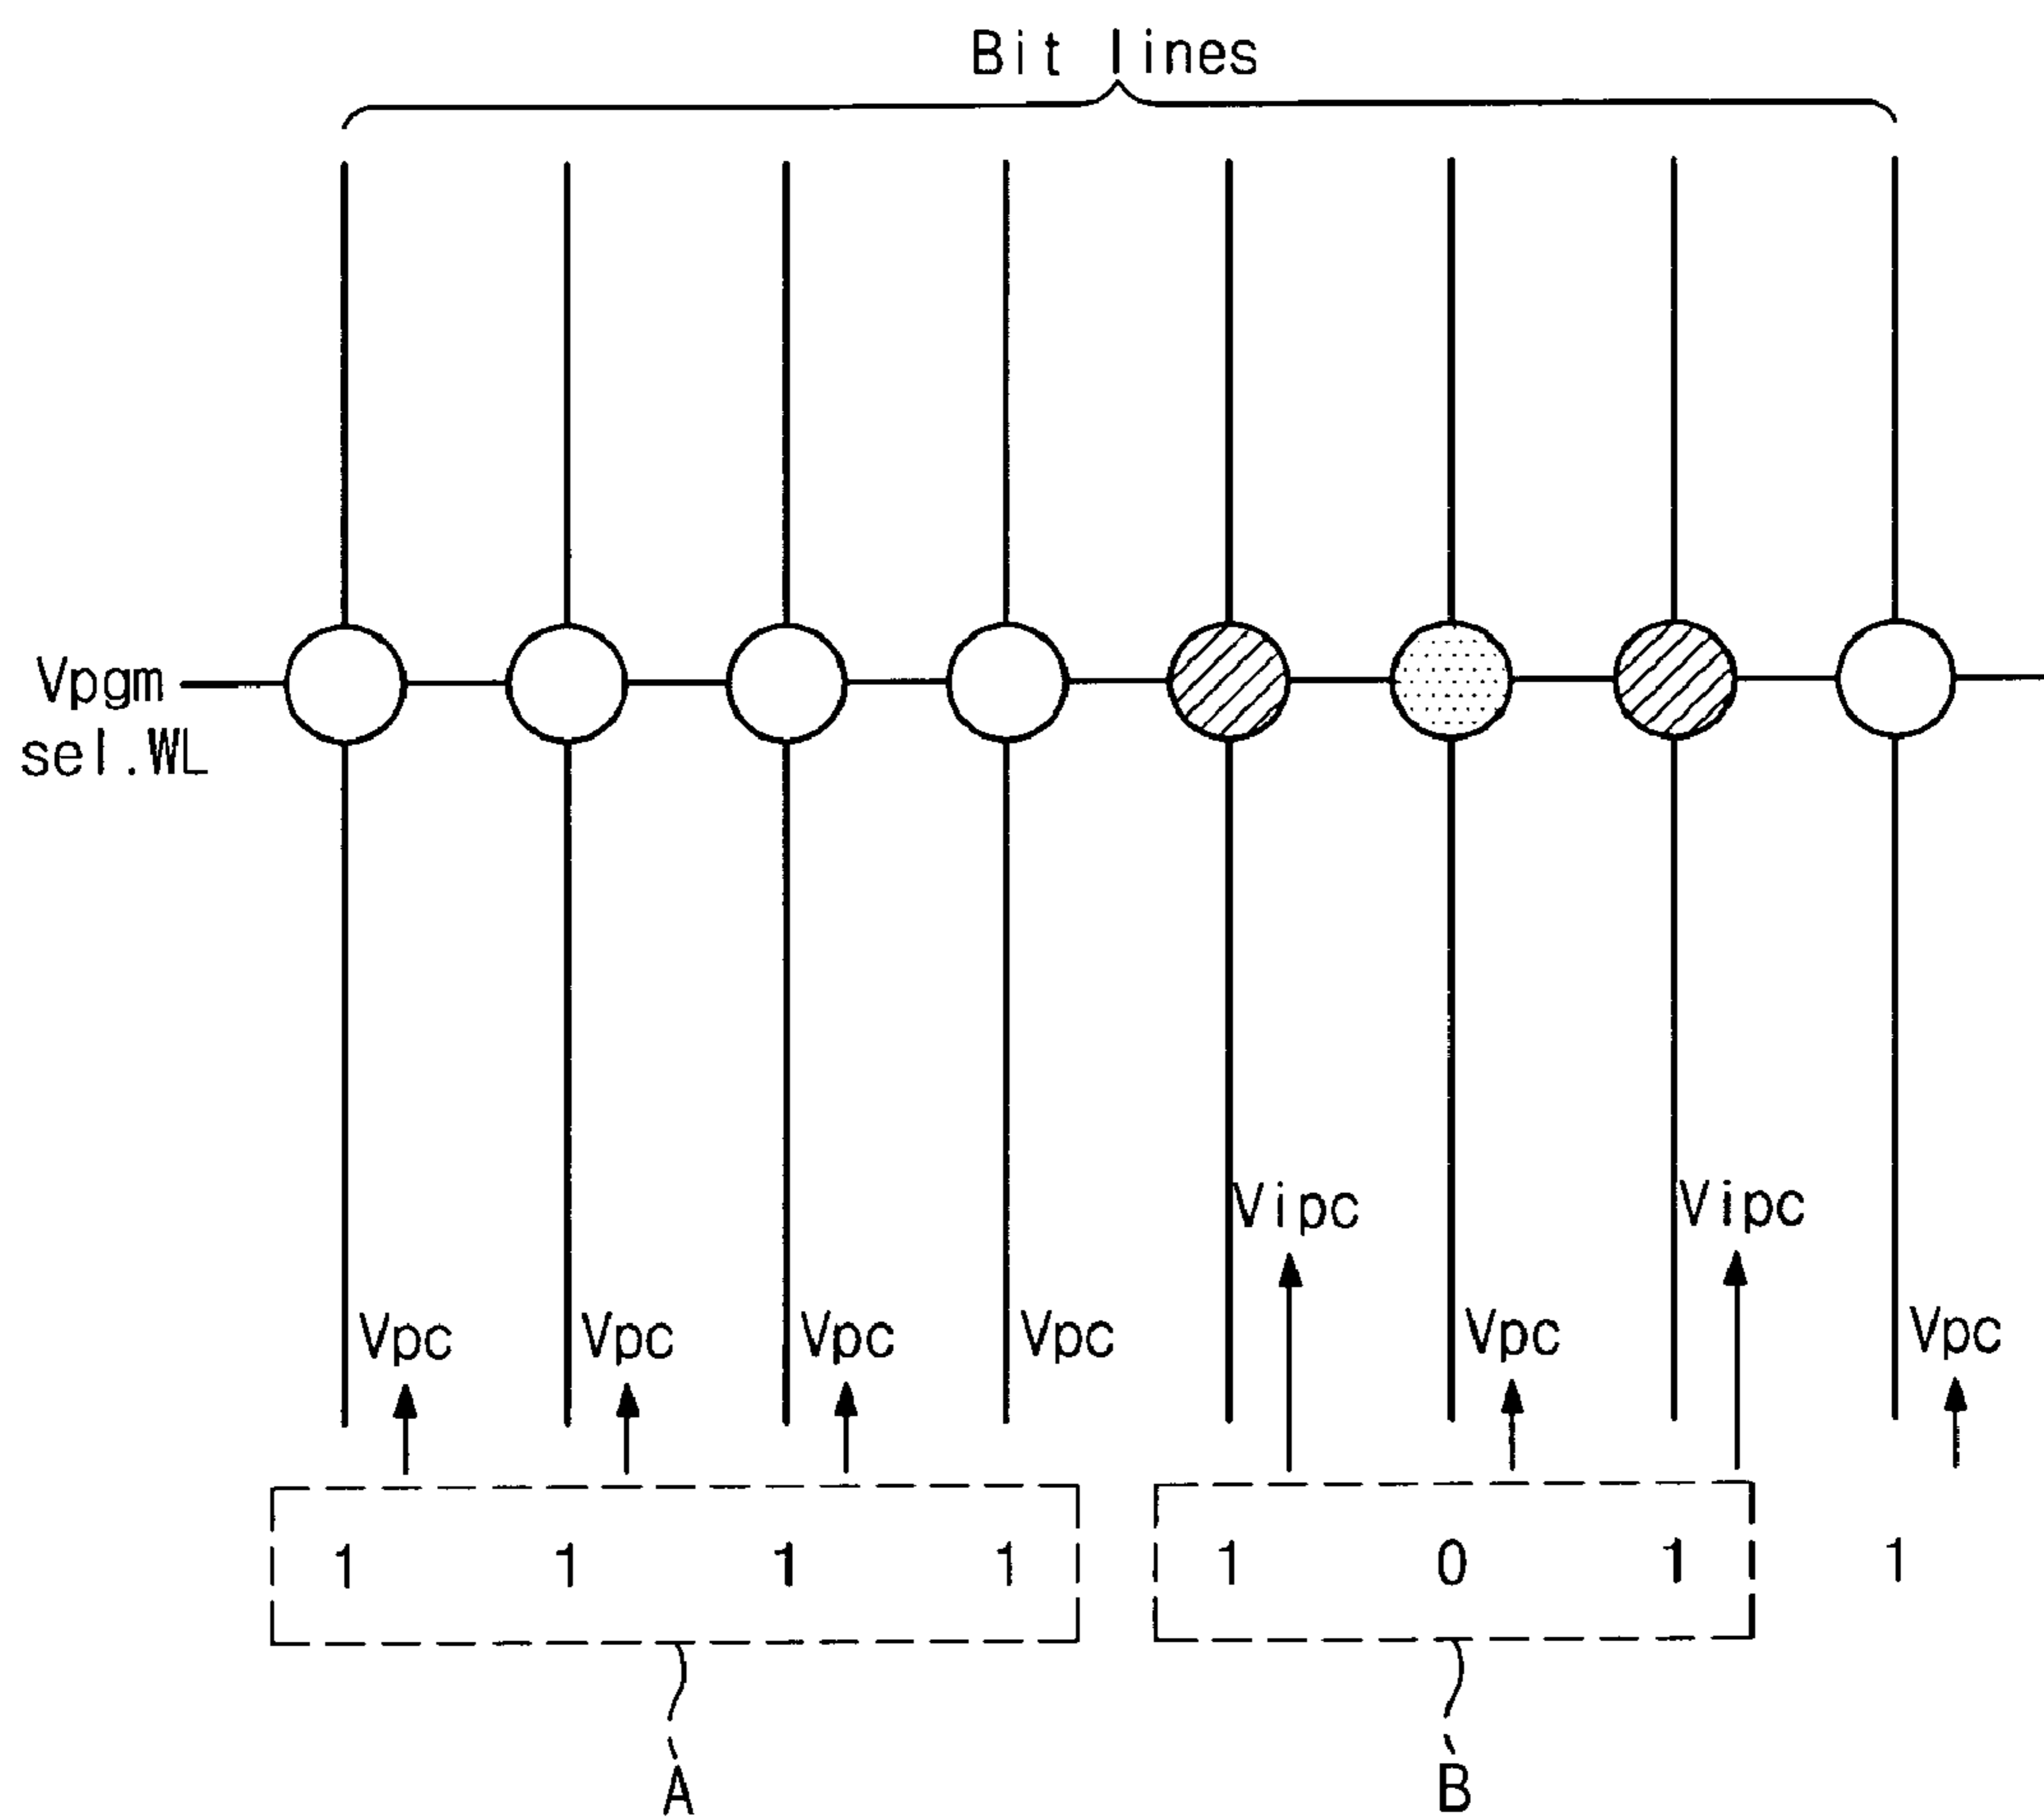 Bit lines
Vpgm
sel.WL
Vipc Vipc
Vpc Vpc Vpc Vpc Vpc Vpc
1 1 1 1 1 0 1 1
A B